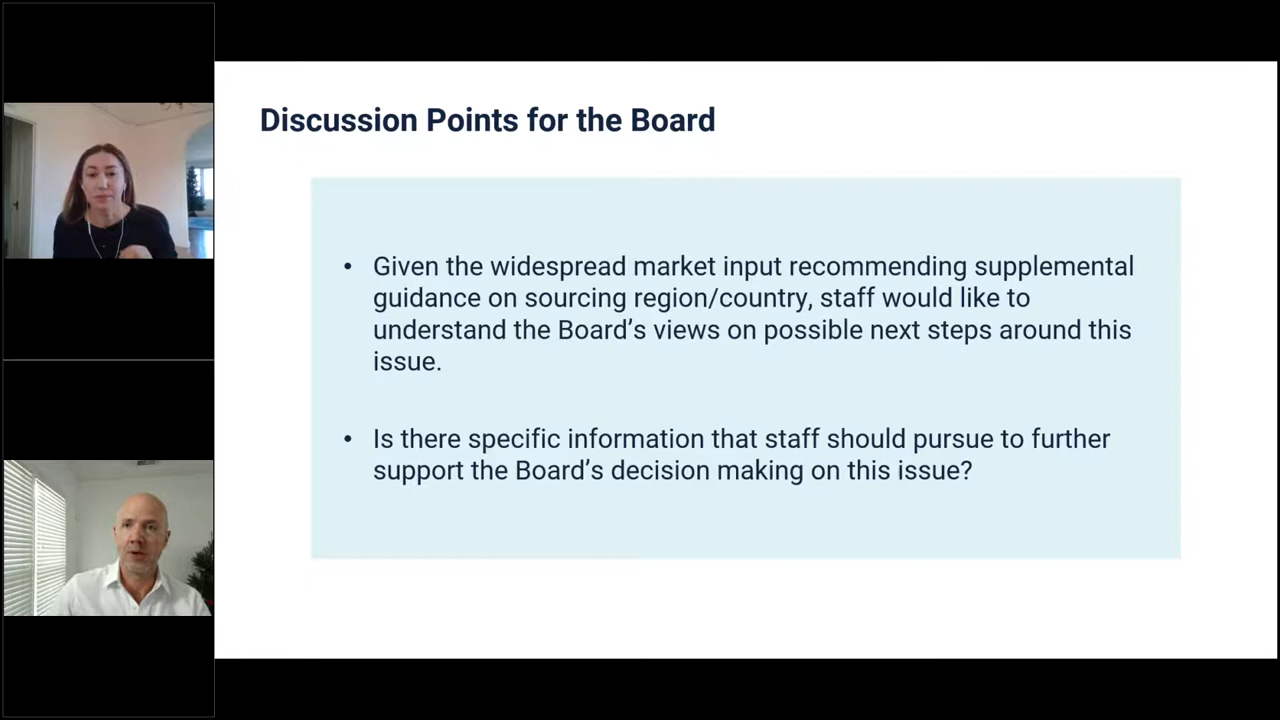 Discussion Points for the Board
• Given the widespread market input recommending supplemental
guidance on sourcing region/country, staff would like to
understand the Board’s views on possible next steps around this
issue.
• Is there specific information that staff should pursue to further
support the Board’s decision making on this issue?